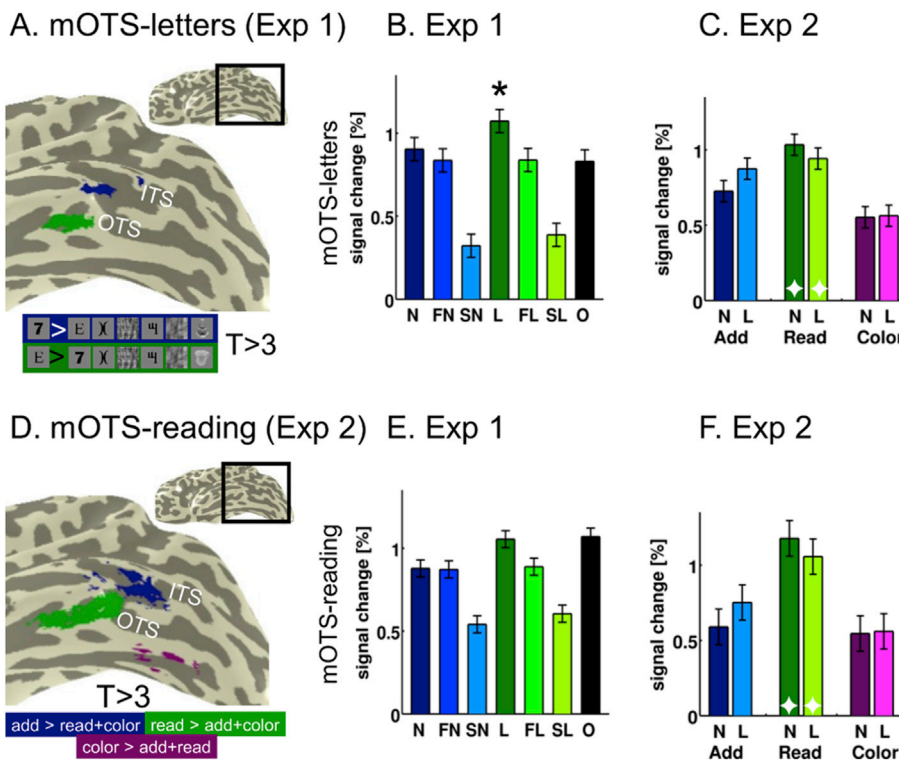 A. mOTS-letters (Exp 1)
B. Exp 1
C. Exp 2
ITS
OTS
7 > E
E > 7
T>3
mOTS-letters
signal change [%]
1
0.5
0
*
N FN SN L FL SL O
signal change [%]
1
0.5
0
N L N L N L
Add Read Color
D. mOTS-reading (Exp 2)
E. Exp 1
F. Exp 2
ITS
OTS
T>3
add > read+color read > add+color
color > add+read
mOTS-reading
signal change [%]
1
0.5
0
N FN SN L FL SL O
signal change [%]
1
0.5
0
N L N L N L
Add Read Color